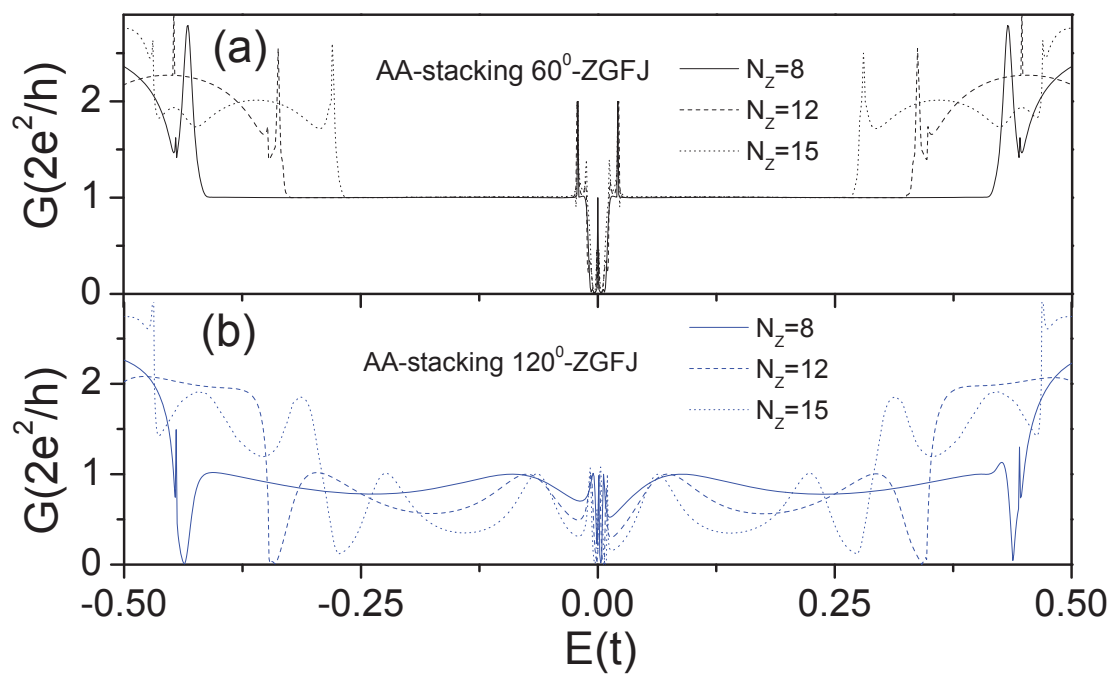 (a)
AA-stacking 60⁰-ZGFJ
N_Z=8
N_Z=12
N_Z=15
G(2e²/h)
2
1
0
(b)
AA-stacking 120⁰-ZGFJ
N_Z=8
N_Z=12
N_Z=15
G(2e²/h)
2
1
0
-0.50 -0.25 0.00 0.25 0.50
E(t)